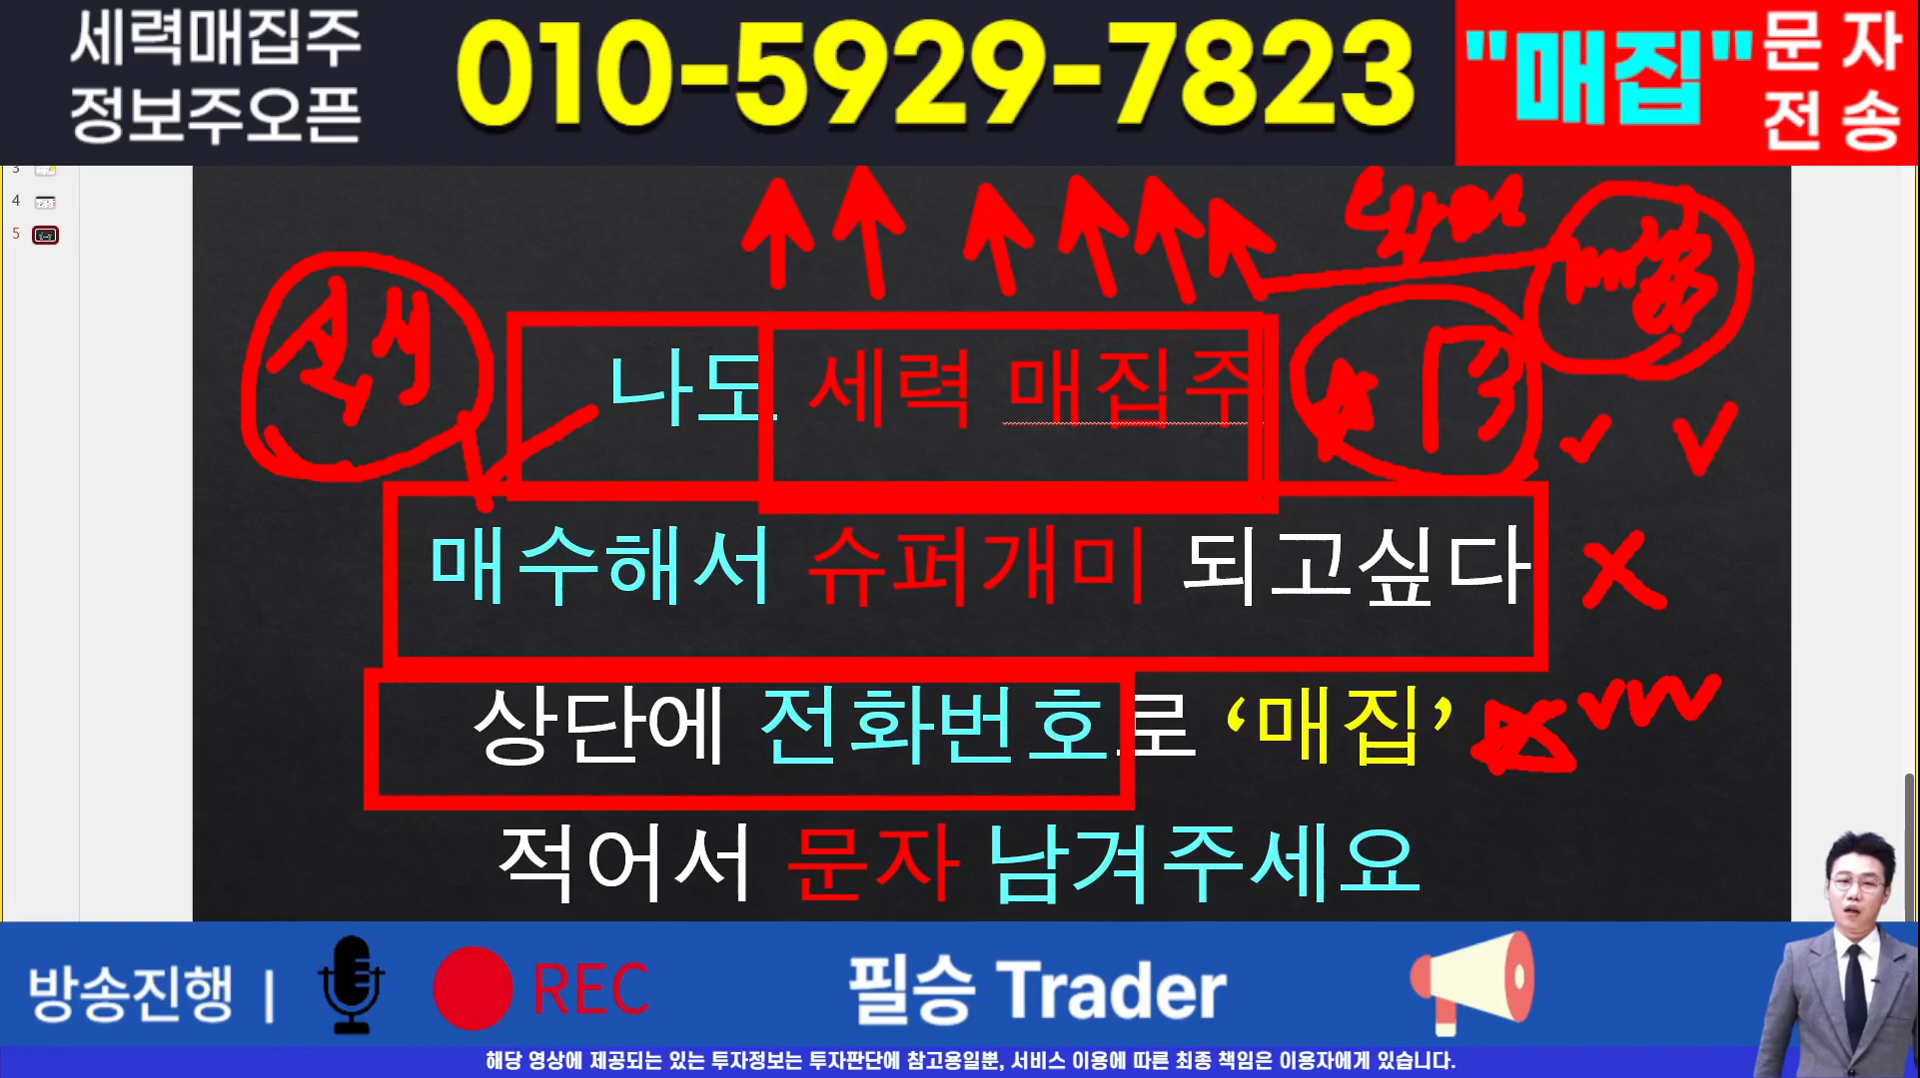 세력매집주
정보주오픈
010-5929-7823
"매집"
문자
전송
3
4
5
나도 세력 매집주
매수해서 슈퍼개미 되고싶다
상단에 전화번호로 ‘매집’
적어서 문자 남겨주세요
방송진행 |
REC
필승 Trader
해당 영상에 제공되는 있는 투자정보는 투자판단에 참고용일뿐, 서비스 이용에 따른 최종 책임은 이용자에게 있습니다.